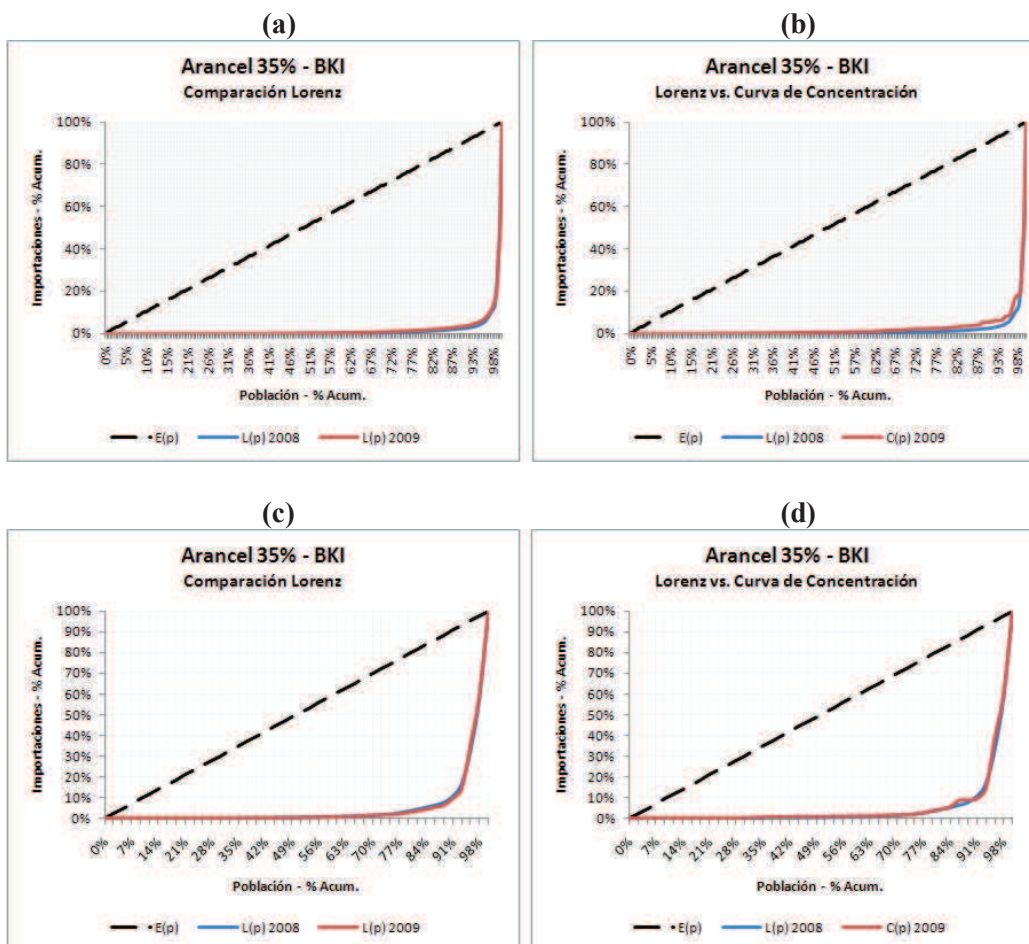 (a)
Arancel 35% - BKI
Comparación Lorenz
Importaciones - % Acum.
100%
80%
60%
40%
20%
0%
0% 5% 10% 15% 21% 26% 31% 36% 41% 46% 51% 57% 62% 67% 72% 77% 82% 87% 93% 98%
Población - % Acum.
E(p) L(p) 2008 L(p) 2009
(b)
Arancel 35% - BKI
Lorenz vs. Curva de Concentración
Importaciones - % Acum.
100%
80%
60%
40%
20%
0%
0% 5% 10% 15% 21% 26% 31% 36% 41% 46% 51% 57% 62% 67% 72% 77% 82% 87% 93% 98%
Población - % Acum.
E(p) L(p) 2008 C(p) 2009
(c)
Arancel 35% - BKI
Comparación Lorenz
Importaciones - % Acum.
100%
90%
80%
70%
60%
50%
40%
30%
20%
10%
0%
0% 7% 14% 21% 28% 35% 42% 49% 56% 63% 70% 77% 84% 91% 98%
Población - % Acum.
E(p) L(p) 2008 L(p) 2009
(d)
Arancel 35% - BKI
Lorenz vs. Curva de Concentración
Importaciones - % Acum.
100%
90%
80%
70%
60%
50%
40%
30%
20%
10%
0%
0% 7% 14% 21% 28% 35% 42% 49% 56% 63% 70% 77% 84% 91% 98%
Población - % Acum.
E(p) L(p) 2008 C(p) 2009